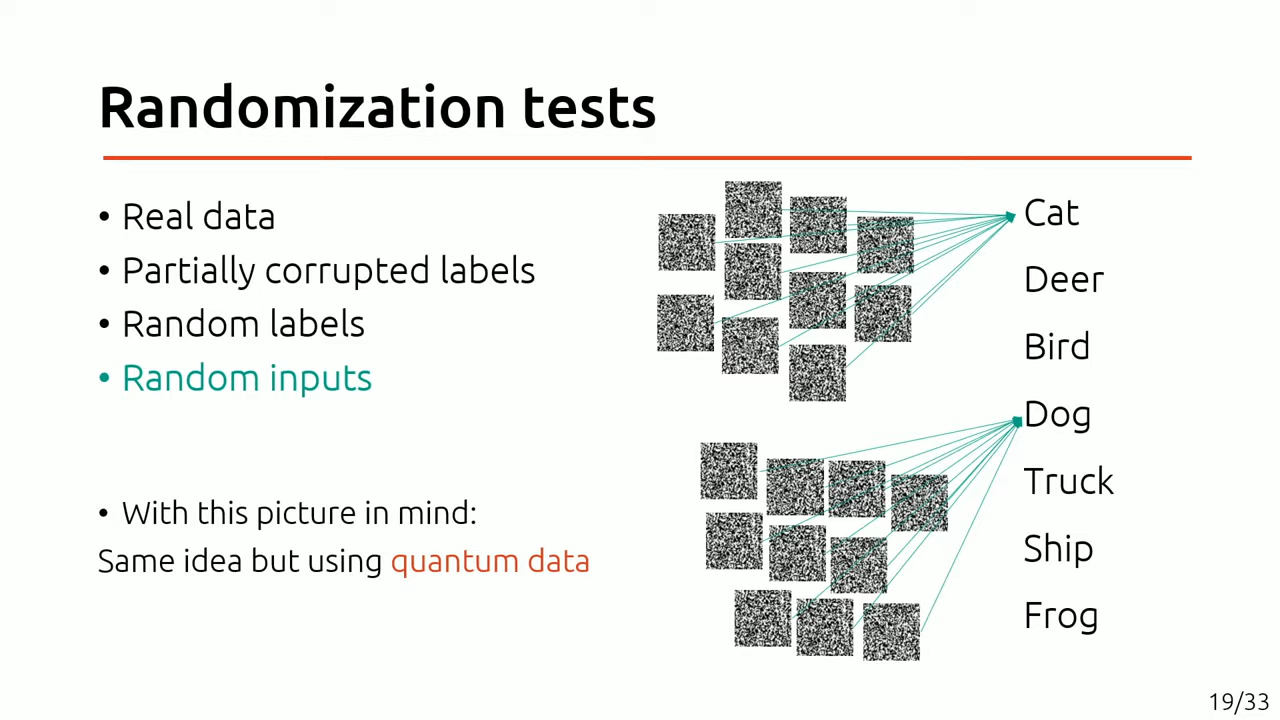 Randomization tests
• Real data
• Partially corrupted labels
• Random labels
• Random inputs
• With this picture in mind:
Same idea but using quantum data
Cat
Deer
Bird
Dog
Truck
Ship
Frog
19/33